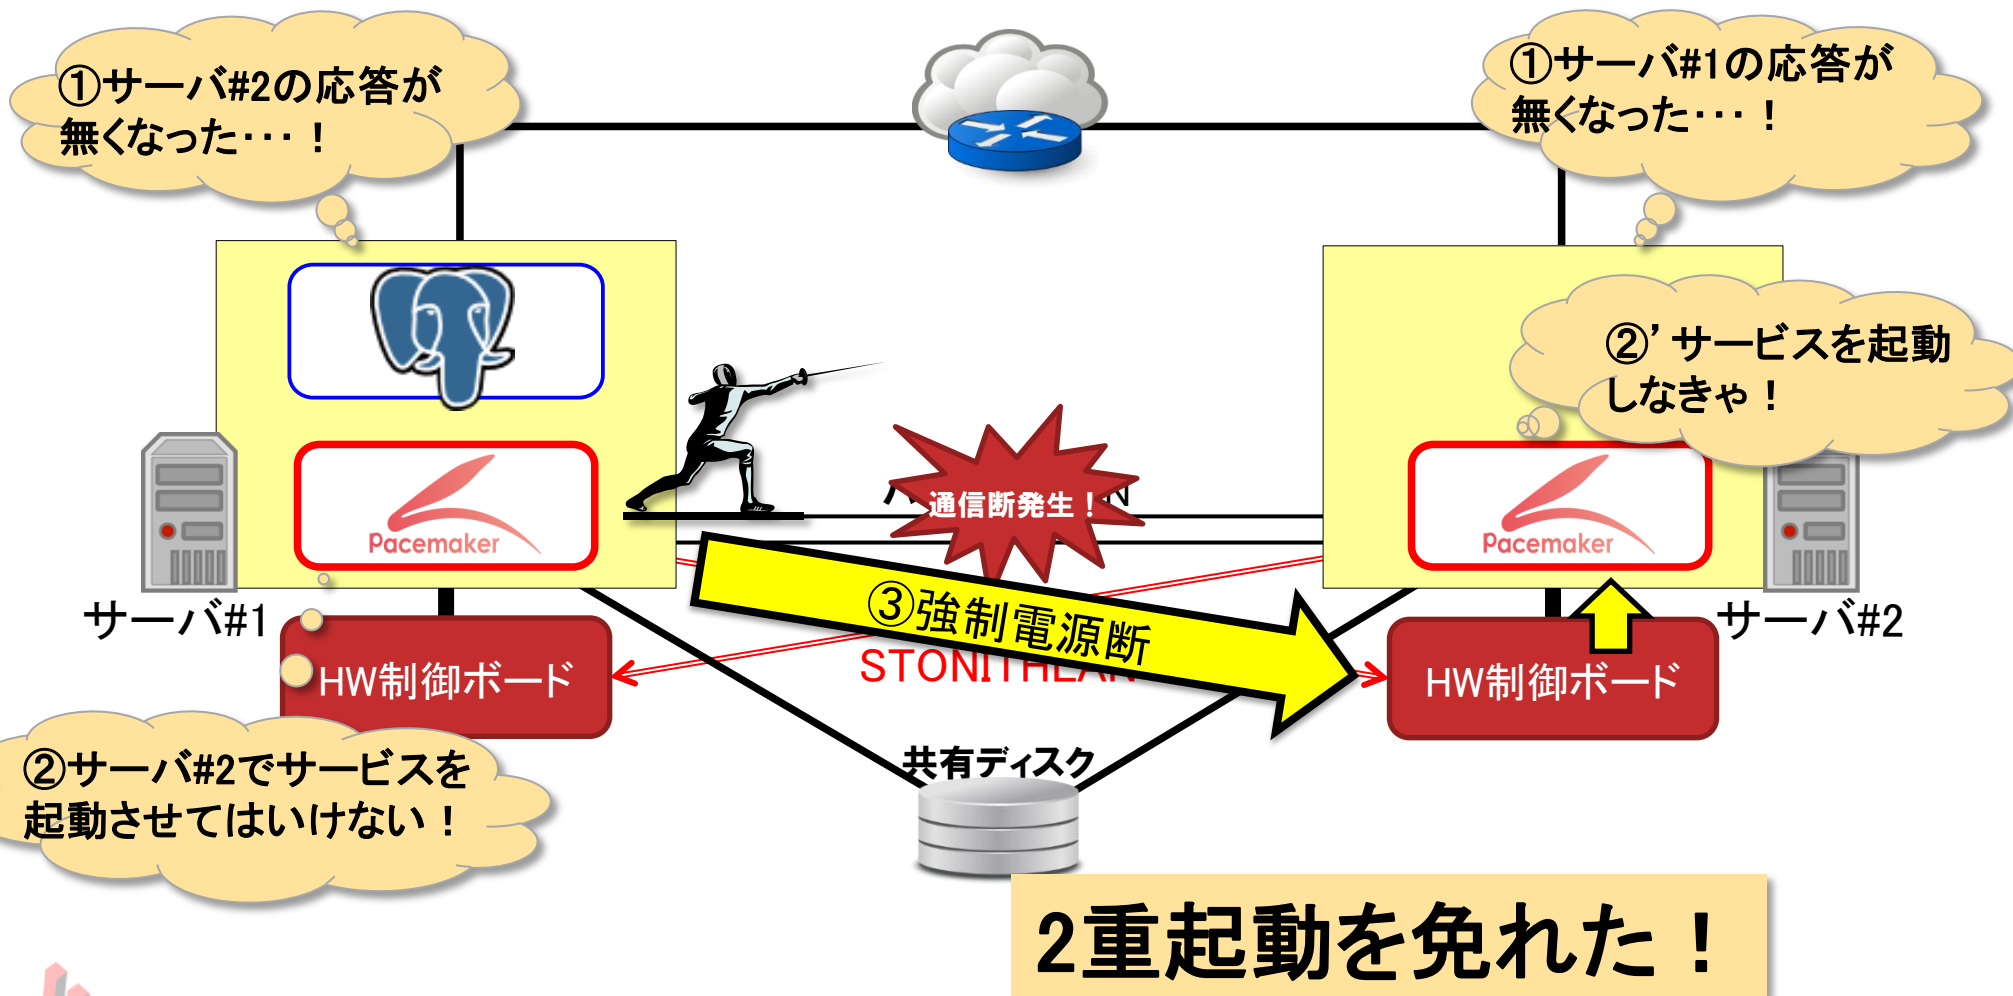 ①サーバ#2の応答が
無くなった･･･！
①サーバ#1の応答が
無くなった･･･！
②’サービスを起動
しなきゃ！
通信断発生！
Pacemaker
Pacemaker
サーバ#1
サーバ#2
③強制電源断
HW制御ボード
HW制御ボード
②サーバ#2でサービスを
起動させてはいけない！
共有ディスク
2重起動を免れた！